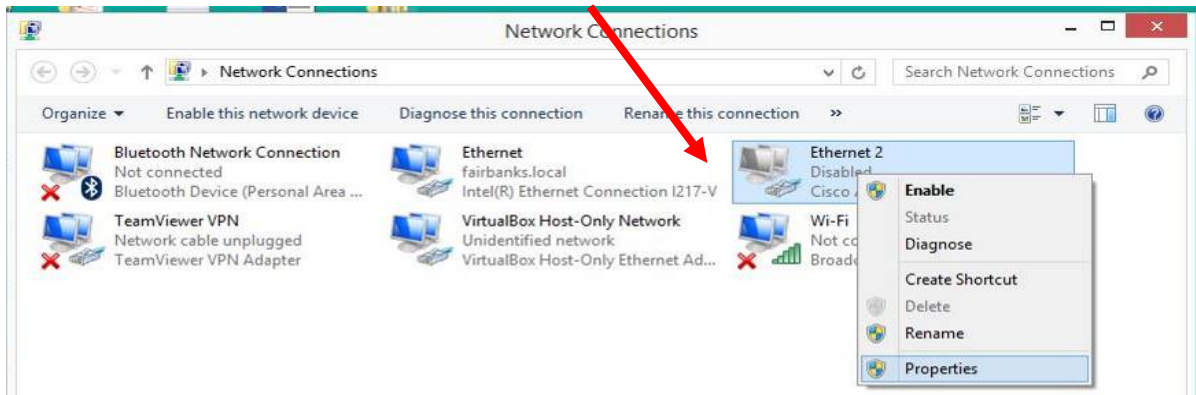 Network Connections
Network Connections
Search Network Connections
Organize Enable this network device Diagnose this connection Rename this connection »
Bluetooth Network Connection
Not connected
Bluetooth Device (Personal Area ...
Ethernet
fairbanks.local
Intel(R) Ethernet Connection I217-V
Ethernet 2
Disabled
Cisco
TeamViewer VPN
Network cable unplugged
TeamViewer VPN Adapter
VirtualBox Host-Only Network
Unidentified network
VirtualBox Host-Only Ethernet Ad...
Wi-Fi
Not
Enable
Status
Diagnose
Create Shortcut
Delete
Rename
Properties